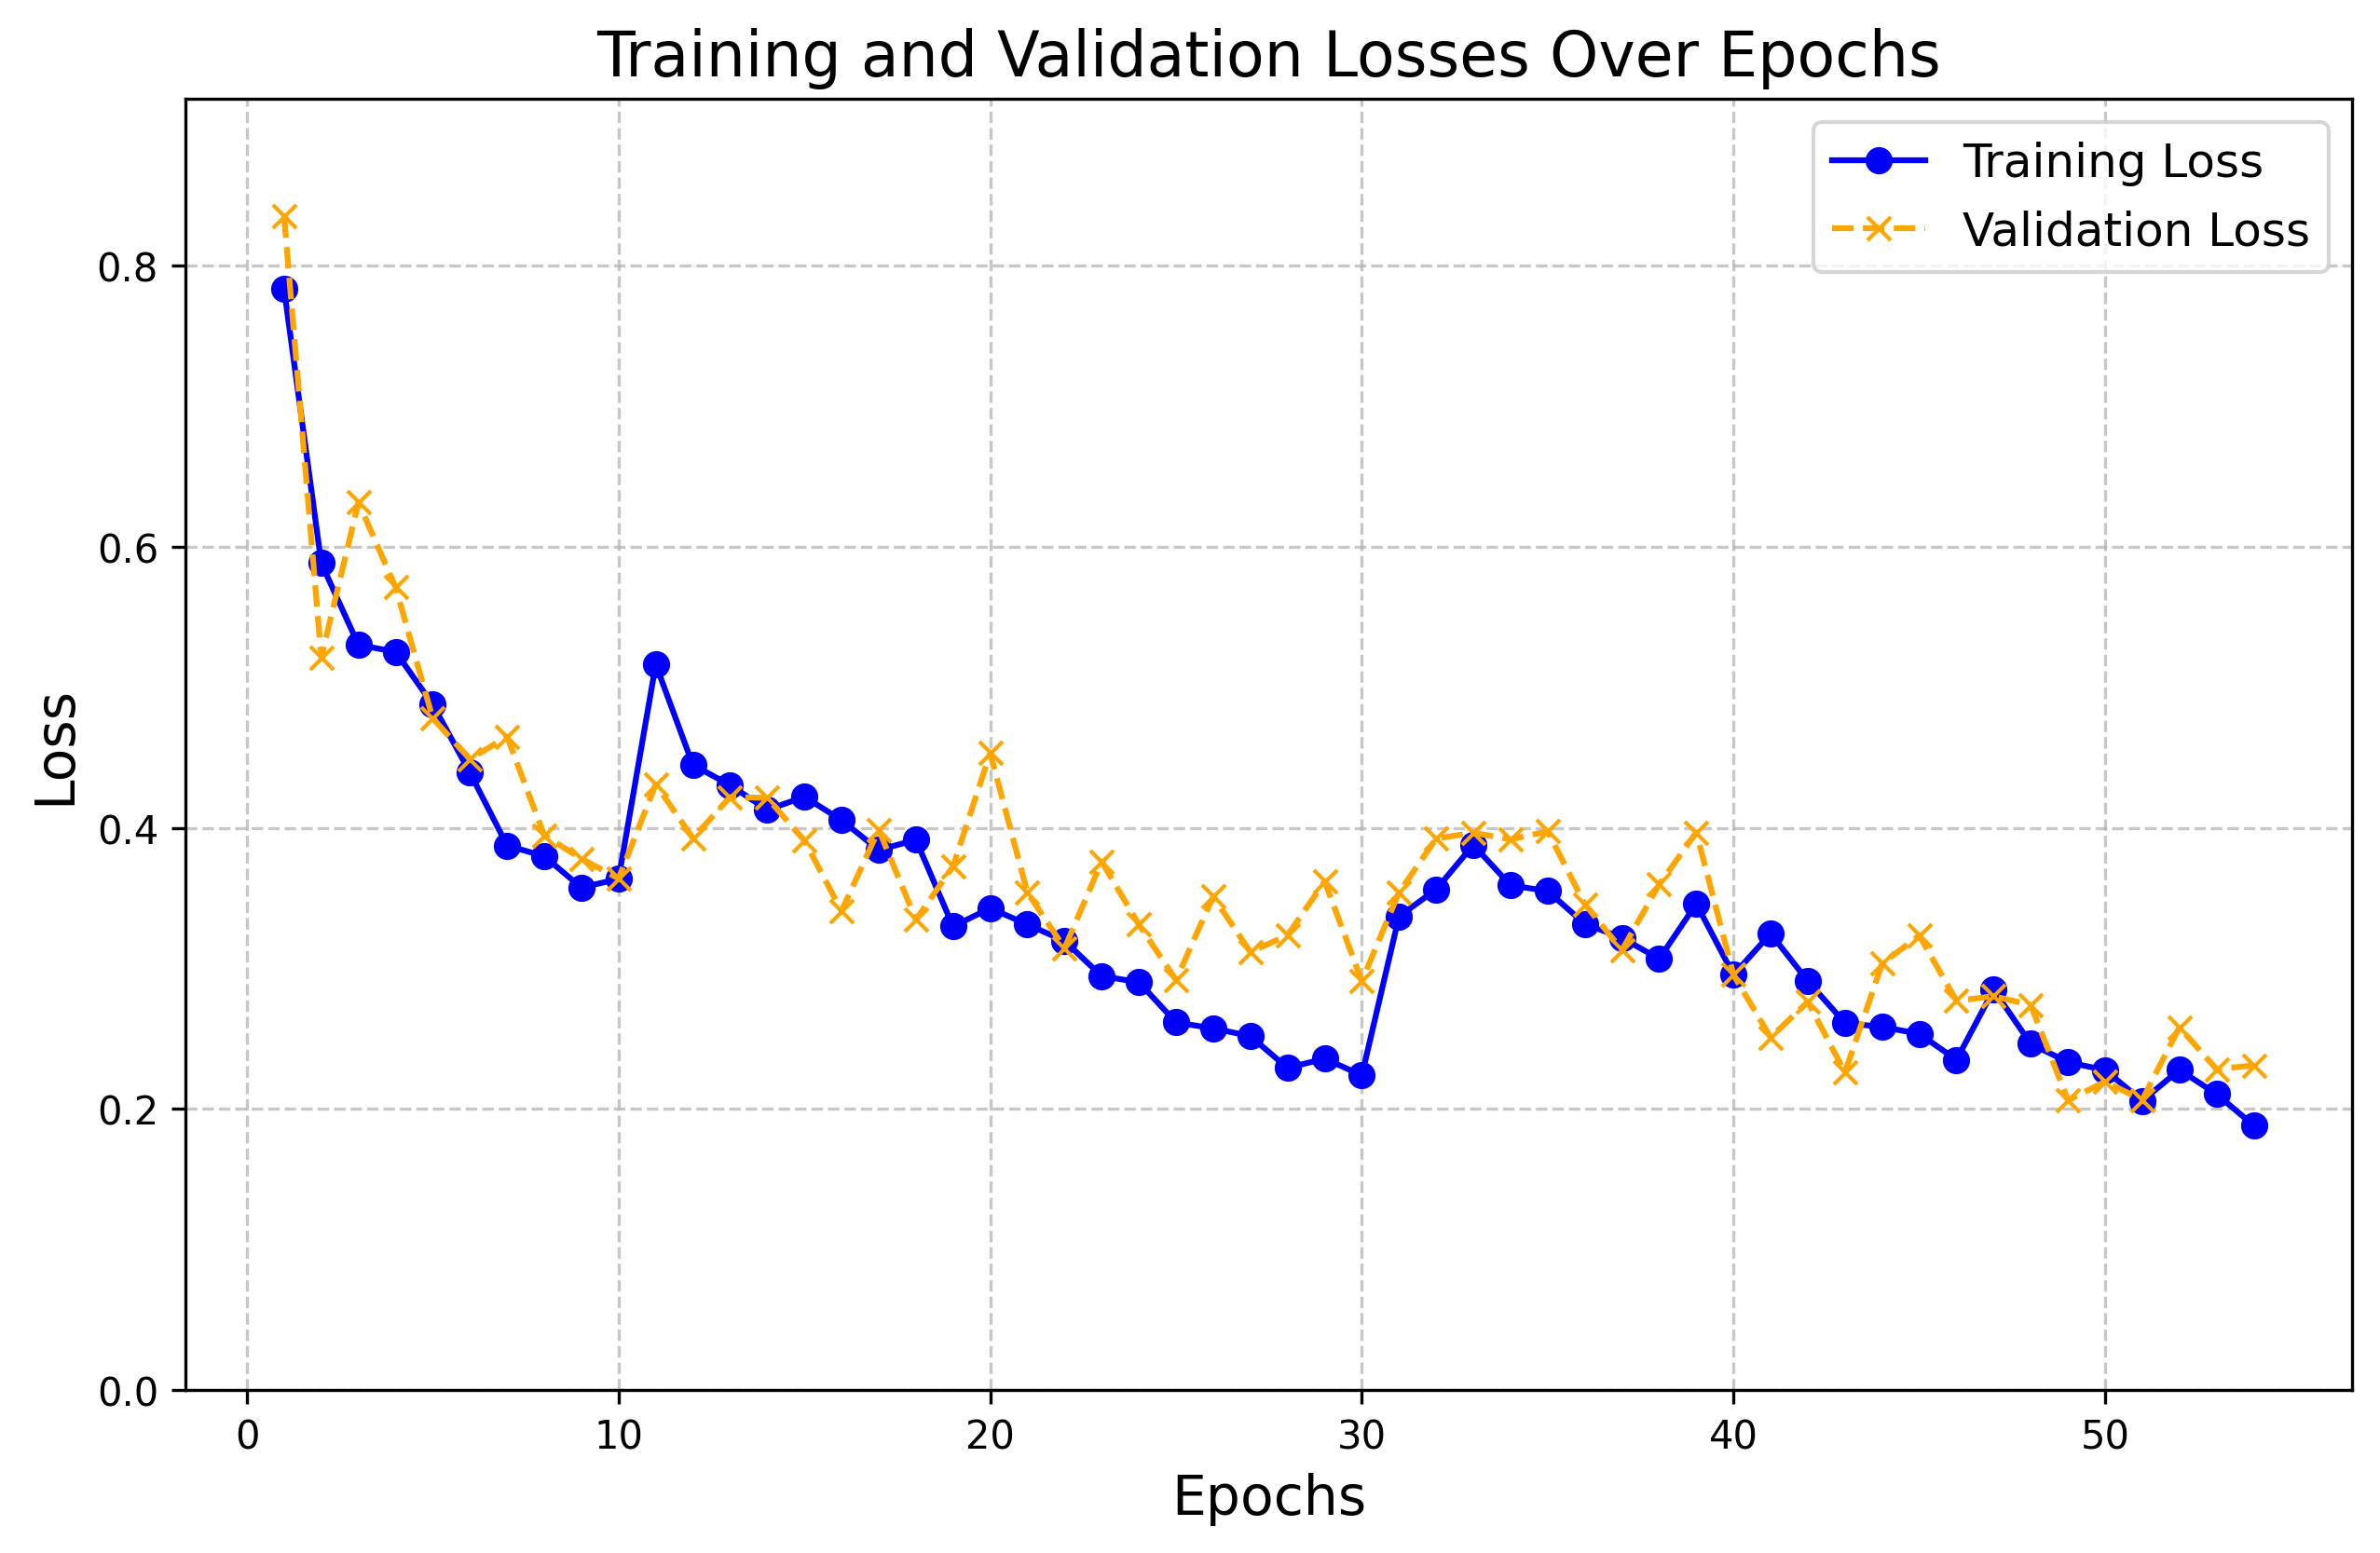 Training and Validation Losses Over Epochs
Training Loss
Validation Loss
Loss
0.8
0.6
0.4
0.2
0.0
0 10 20 30 40 50
Epochs